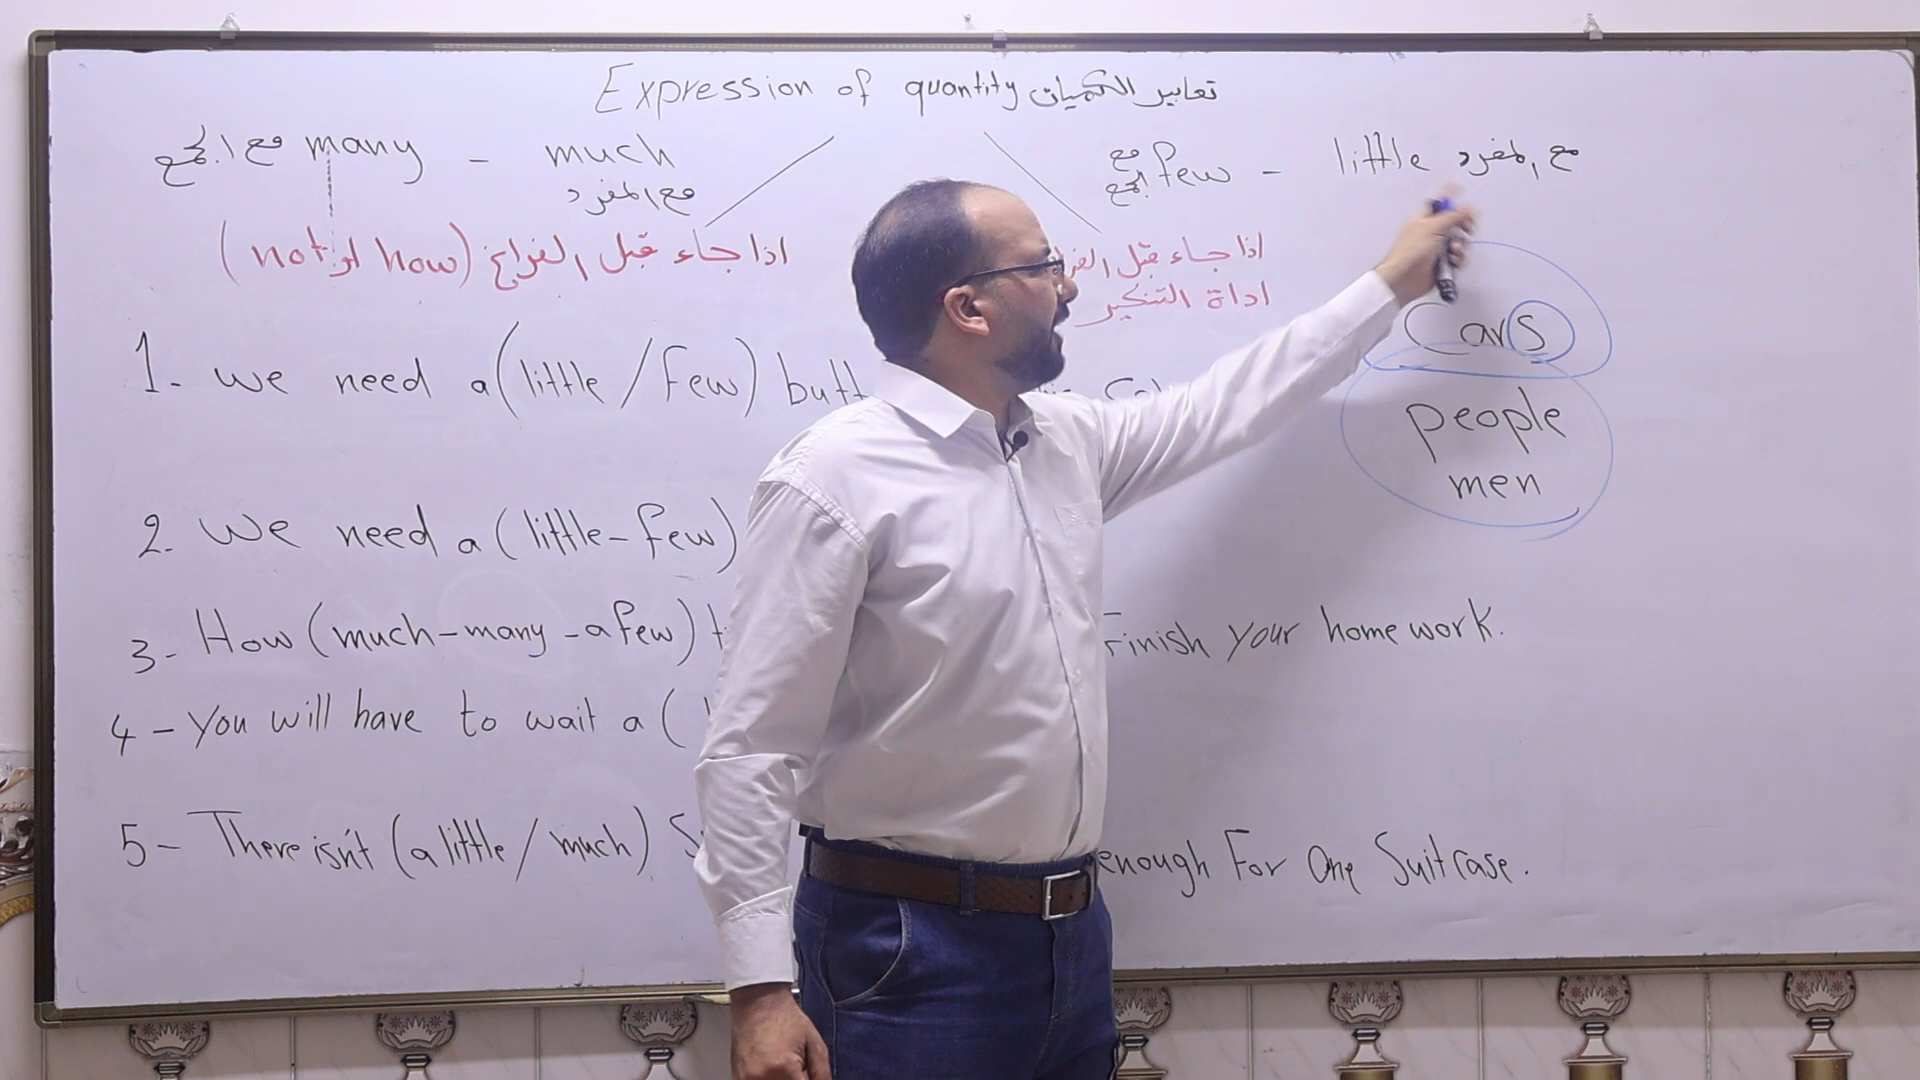 Expression of quantity تعابير الكميات
مع الجمع many - much
مع المفرد
مع few - little مع المفرد
الجمع
اذا جاء قبل الفراغ (how او not)
اذا جاء قبل
اداة التنكير
Cars
people
men
1- we need a (little / few)
2- We need a (little - few)
3- How (much - many - a few) Finish your home work.
4 - You will have to wait a (
5 - There isn't (a little / much) enough For One Suitcase.